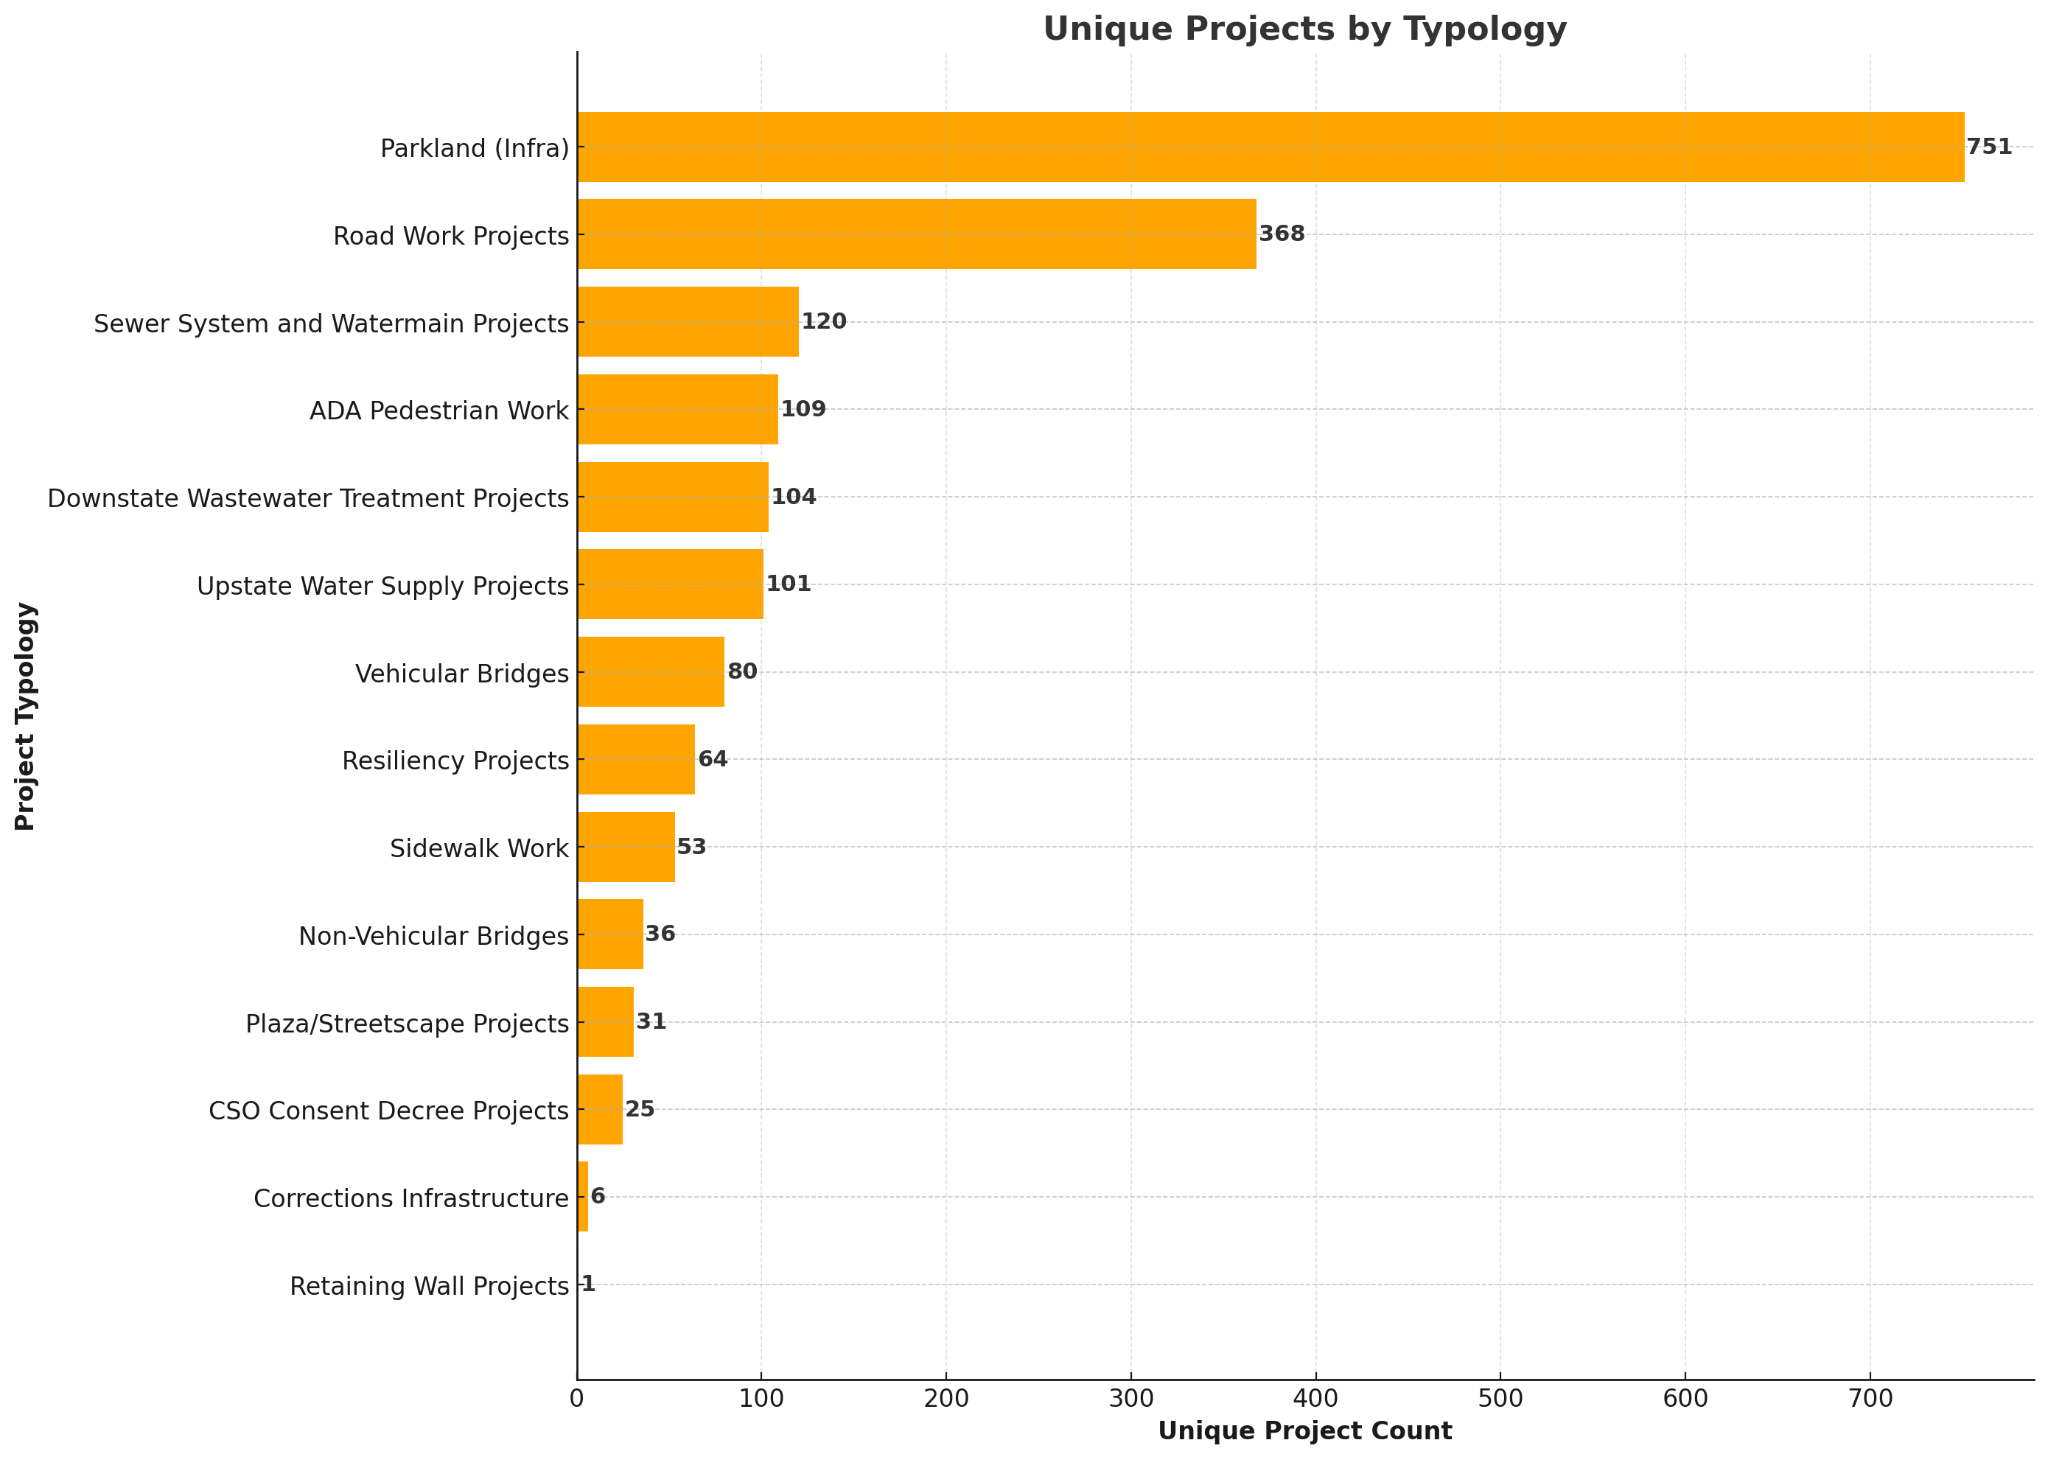 Unique Projects by Typology
Project Typology
Parkland (Infra) 751
Road Work Projects 368
Sewer System and Watermain Projects 120
ADA Pedestrian Work 109
Downstate Wastewater Treatment Projects 104
Upstate Water Supply Projects 101
Vehicular Bridges 80
Resiliency Projects 64
Sidewalk Work 53
Non-Vehicular Bridges 36
Plaza/Streetscape Projects 31
CSO Consent Decree Projects 25
Corrections Infrastructure 6
Retaining Wall Projects 1
0 100 200 300 400 500 600 700
Unique Project Count